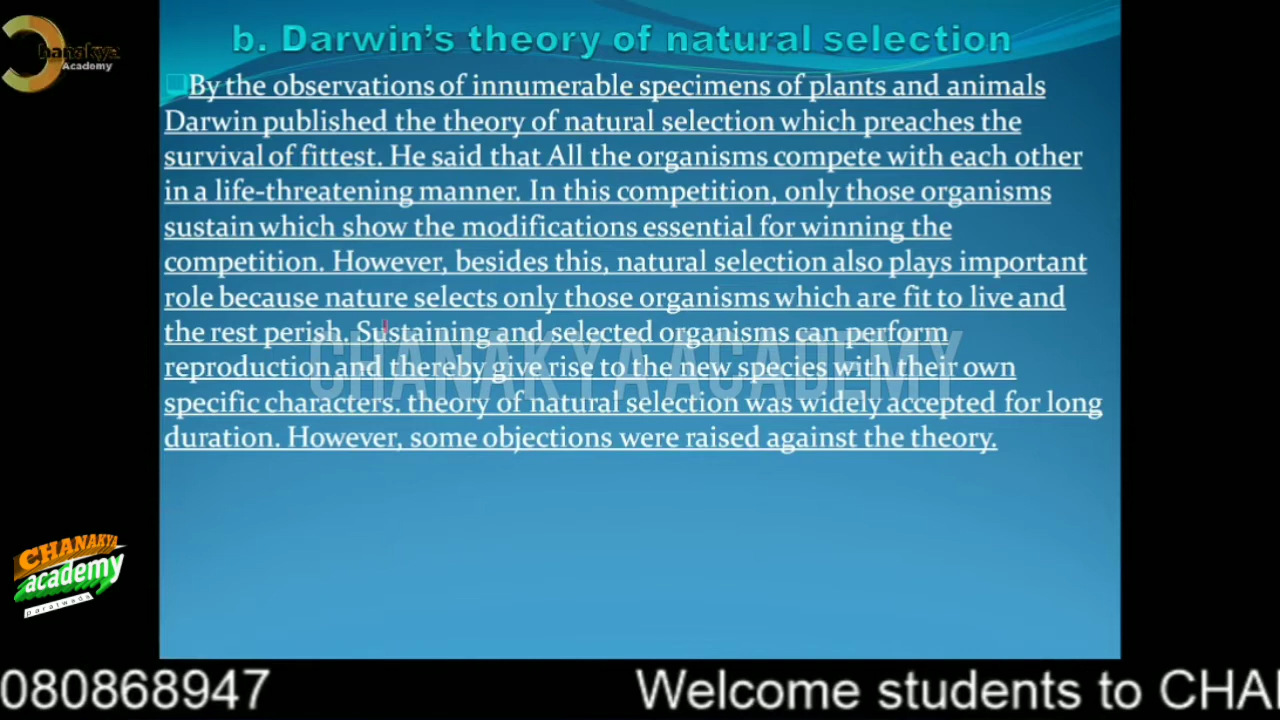 b. Darwin's theory of natural selection
By the observations of innumerable specimens of plants and animals
Darwin published the theory of natural selection which preaches the
survival of fittest. He said that All the organisms compete with each other
in a life-threatening manner. In this competition, only those organisms
sustain which show the modifications essential for winning the
competition. However, besides this, natural selection also plays important
role because nature selects only those organisms which are fit to live and
the rest perish. Sustaining and selected organisms can perform
reproduction and thereby give rise to the new species with their own
specific characters. theory of natural selection was widely accepted for long
duration. However, some objections were raised against the theory.
CHANAKYA ACADEMY
hanakya
Academy
CHANAKYA
academy
paratwada
080868947 Welcome students to CHA